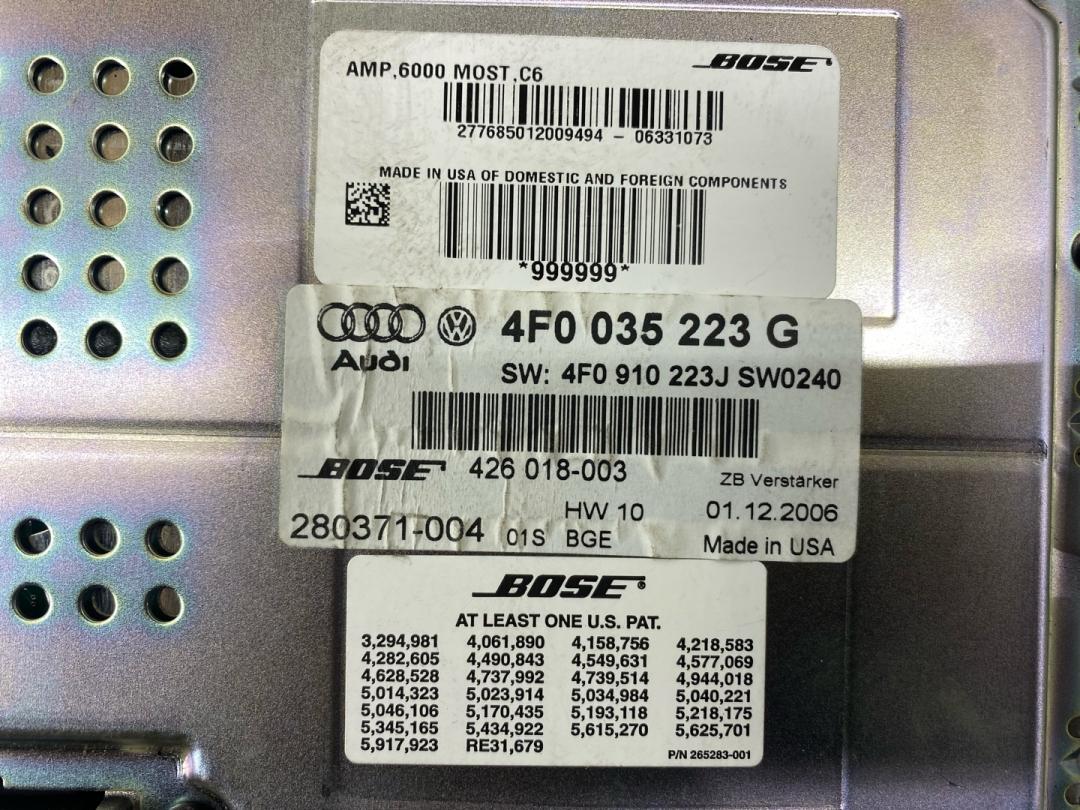 AMP,6000 MOST,C6 BOSE®
277685012009494 - 06331073
MADE IN USA OF DOMESTIC AND FOREIGN COMPONENTS
*999999*
Audi VW 4F0 035 223 G
SW: 4F0 910 223J SW0240
BOSE® 426 018-003 ZB Verstärker
HW 10 01.12.2006
280371-004 01S BGE Made in USA
BOSE®
AT LEAST ONE U.S. PAT.
3,294,981 4,061,890 4,158,756 4,218,583
4,282,605 4,490,843 4,549,631 4,577,069
4,628,528 4,737,992 4,739,514 4,944,018
5,014,323 5,023,914 5,034,984 5,040,221
5,046,106 5,170,435 5,193,118 5,218,175
5,345,165 5,434,922 5,615,270 5,625,701
5,917,923 RE31,679
P/N 265283-001